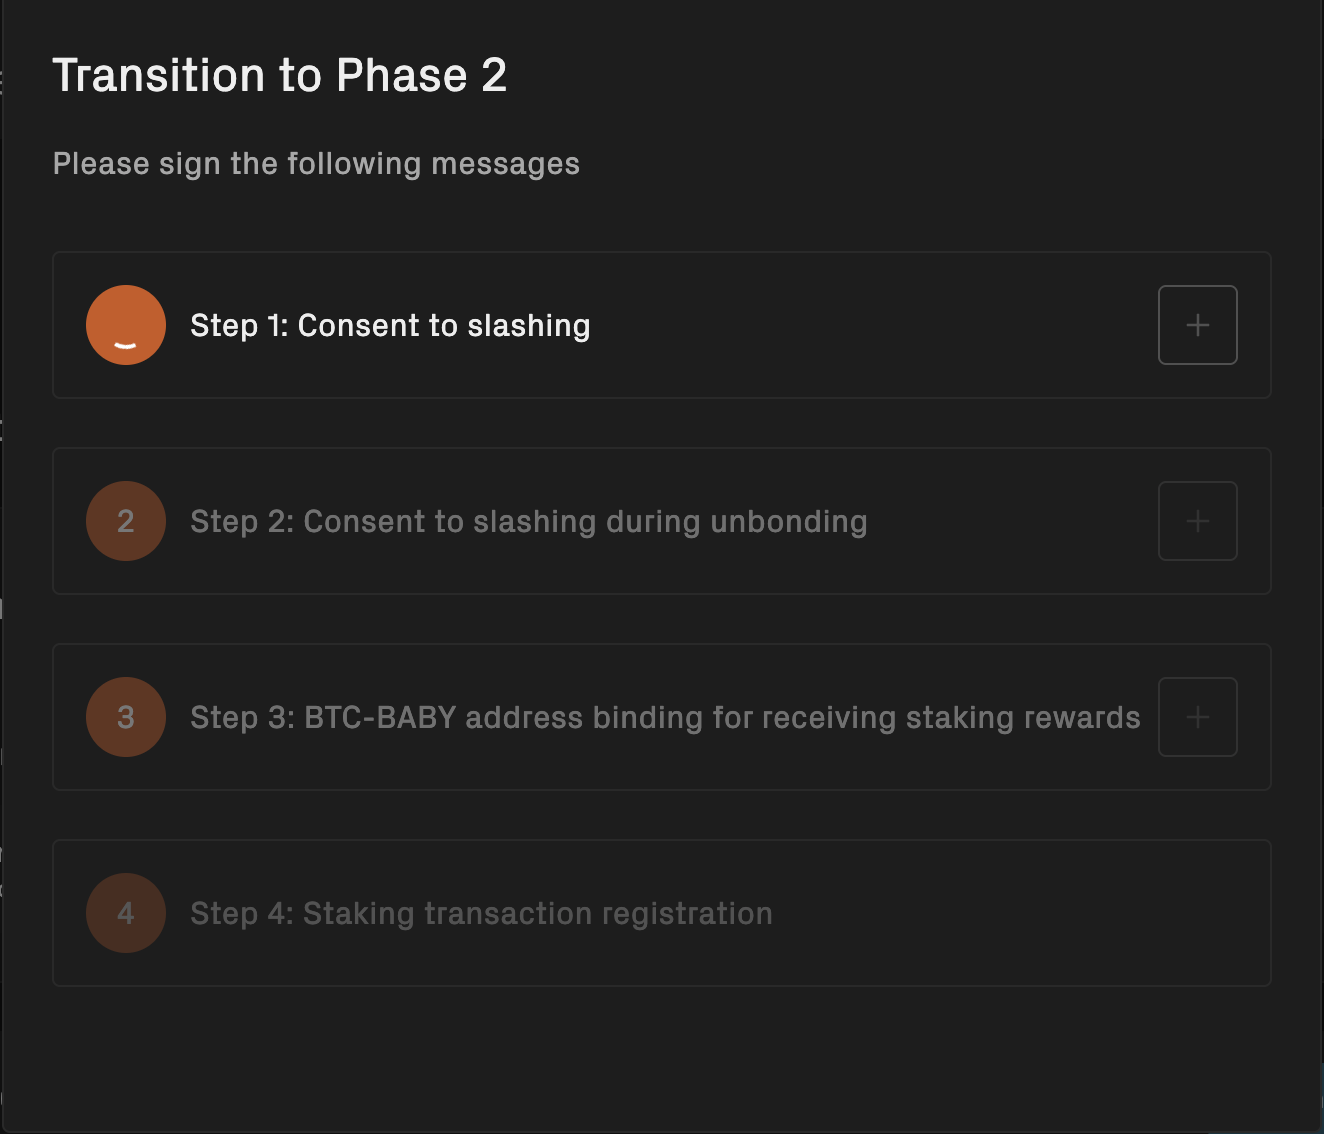 Transition to Phase 2
Please sign the following messages
Step 1: Consent to slashing
2 Step 2: Consent to slashing during unbonding
3 Step 3: BTC-BABY address binding for receiving staking rewards
4 Step 4: Staking transaction registration